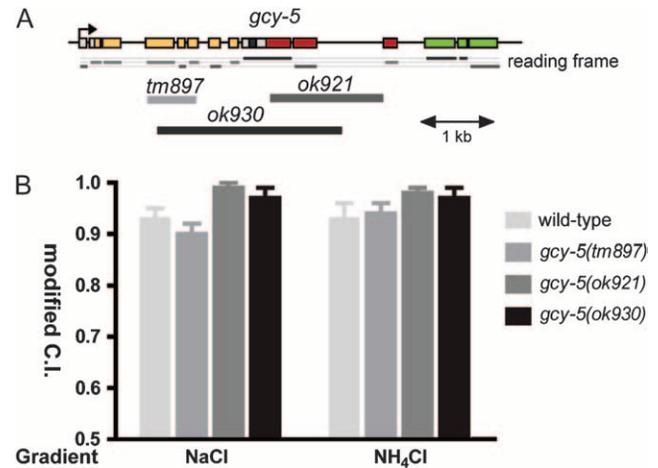 A
gcy-5
reading frame
tm897
ok921
ok930
1 kb
B
modified C.I.
1.0
0.9
0.8
0.7
0.6
0.5
Gradient
NaCl
NH₄Cl
wild-type
gcy-5(tm897)
gcy-5(ok921)
gcy-5(ok930)